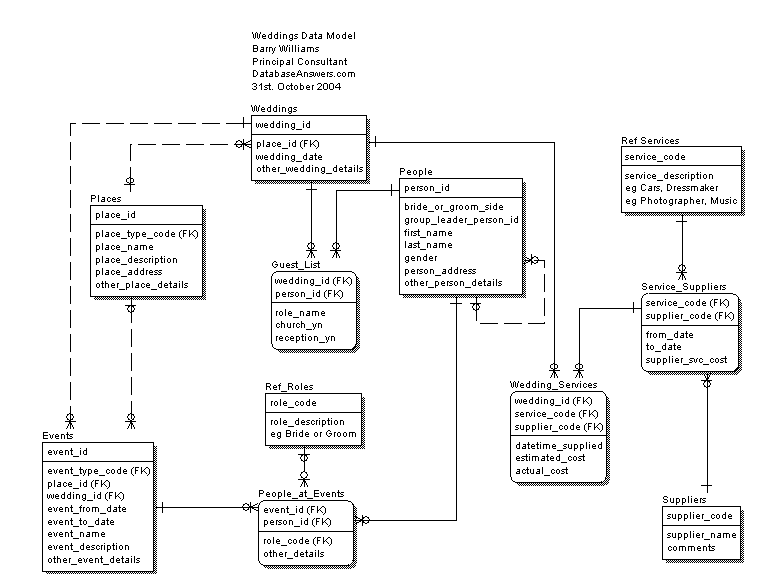 Weddings Data Model
Barry Williams
Principal Consultant
DatabaseAnswers.com
31st. October 2004
Weddings
wedding_id
place_id (FK)
wedding_date
other_wedding_details
Ref Services
service_code
service_description
eg Cars, Dressmaker
eg Photographer, Music
People
person_id
bride_or_groom_side
group_leader_person_id
first_name
last_name
gender
person_address
other_person_details
Places
place_id
place_type_code (FK)
place_name
place_description
place_address
other_place_details
Guest_List
wedding_id (FK)
person_id (FK)
role_name
church_yn
reception_yn
Service_Suppliers
service_code (FK)
supplier_code (FK)
from_date
to_date
supplier_svc_cost
Wedding_Services
wedding_id (FK)
service_code (FK)
supplier_code (FK)
datetime_supplied
estimated_cost
actual_cost
Ref_Roles
role_code
role_description
eg Bride or Groom
Events
event_id
event_type_code (FK)
place_id (FK)
wedding_id (FK)
event_from_date
event_to_date
event_name
event_description
other_event_details
People_at_Events
event_id (FK)
person_id (FK)
role_code (FK)
other_details
Suppliers
supplier_code
supplier_name
comments